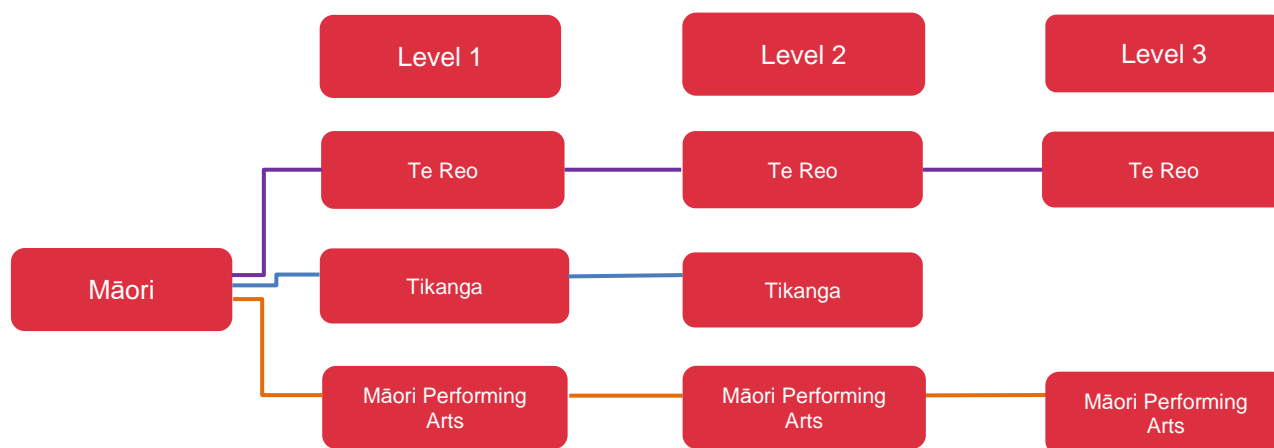 Level 1
Level 2
Level 3
Te Reo
Te Reo
Te Reo
Māori
Tikanga
Tikanga
Māori Performing
Arts
Māori Performing
Arts
Māori Performing
Arts